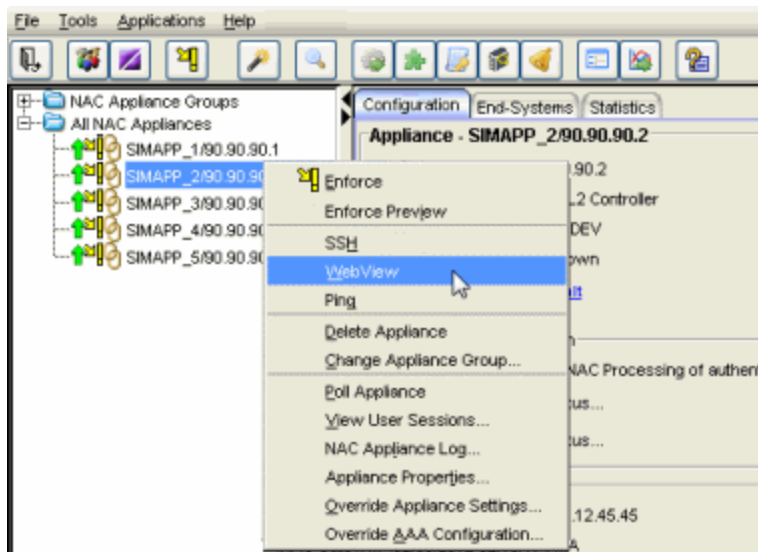 File Tools Applications Help
NAC Appliance Groups
All NAC Appliances
SIMAPP_1/90.90.90.1
SIMAPP_2/90.90.90
SIMAPP_3/90.90.90
SIMAPP_4/90.90.90
SIMAPP_5/90.90.90
Configuration End-Systems Statistics
Appliance - SIMAPP_2/90.90.90.2
.90.2
2 Controller
DEV
own
lt
Enforce
Enforce Preview
SSH
WebView
Ping
Delete Appliance
Change Appliance Group...
Poll Appliance
View User Sessions...
NAC Appliance Log...
Appliance Properties...
Override Appliance Settings...
Override AAA Configuration...
NAC Processing of authen
tus...
tus...
.12.45.45
A